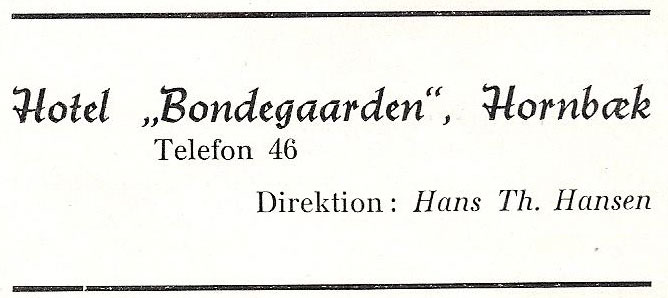 Hotel „Bondegaarden“, Hornbæk
Telefon 46
Direktion: Hans Th. Hansen